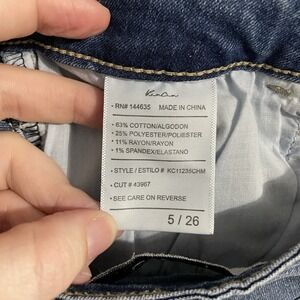 KanCan
• RN# 144635 MADE IN CHINA
• 63% COTTON/ALGODON
• 25% POLYESTER/POLIESTER
• 11% RAYON/RAYON
• 1% SPANDEX/ELASTANO
• STYLE / ESTILO # KC11235CHM
• CUT # 43967
• SEE CARE ON REVERSE
5 / 26